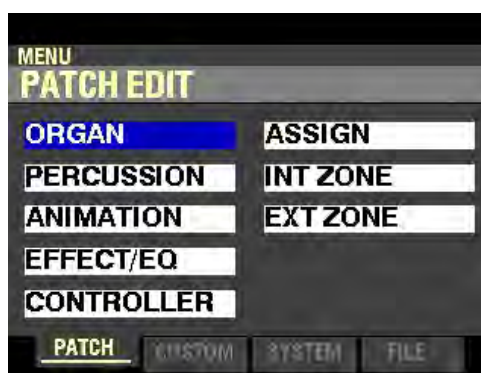 MENU
PATCH EDIT
ORGAN
ASSIGN
PERCUSSION
INT ZONE
ANIMATION
EXT ZONE
EFFECT/EQ
CONTROLLER
PATCH CUSTOM SYSTEM FILE